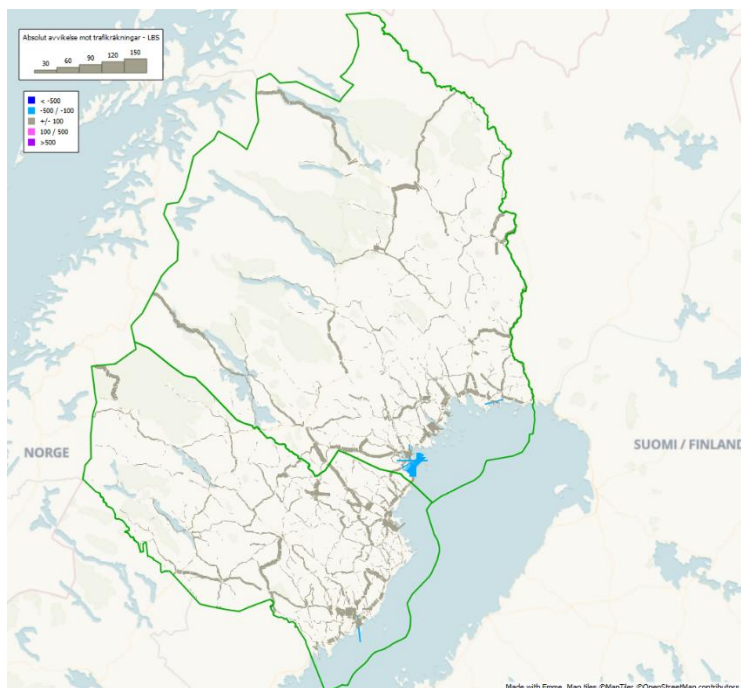 Absolut avvikelse mot trafikräkningar - LBS
30 60 90 120 150
< -500
-500 / -100
+/- 100
100 / 500
>500
NORGE
SUOMI / FINLAND
Made with Emme, Map tiles ©MapTiler ©OpenStreetMap contributors